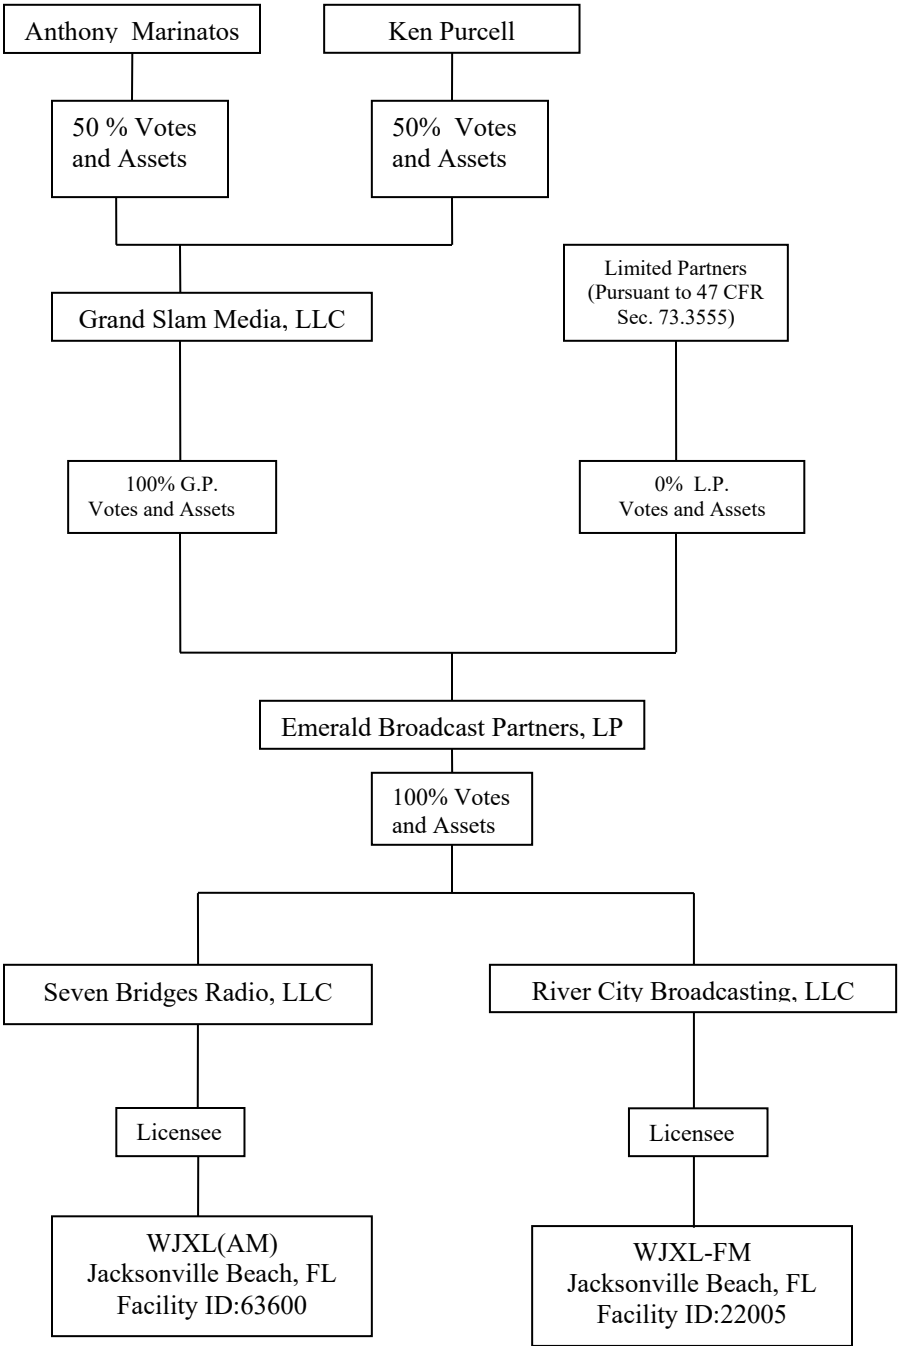 Anthony Marinatos
Ken Purcell
50 % Votes
and Assets
50% Votes
and Assets
Limited Partners
(Pursuant to 47 CFR
Sec. 73.3555)
Grand Slam Media, LLC
100% G.P.
Votes and Assets
0% L.P.
Votes and Assets
Emerald Broadcast Partners, LP
100% Votes
and Assets
Seven Bridges Radio, LLC
River City Broadcasting, LLC
Licensee
Licensee
WJXL(AM)
Jacksonville Beach, FL
Facility ID:63600
WJXL-FM
Jacksonville Beach, FL
Facility ID:22005